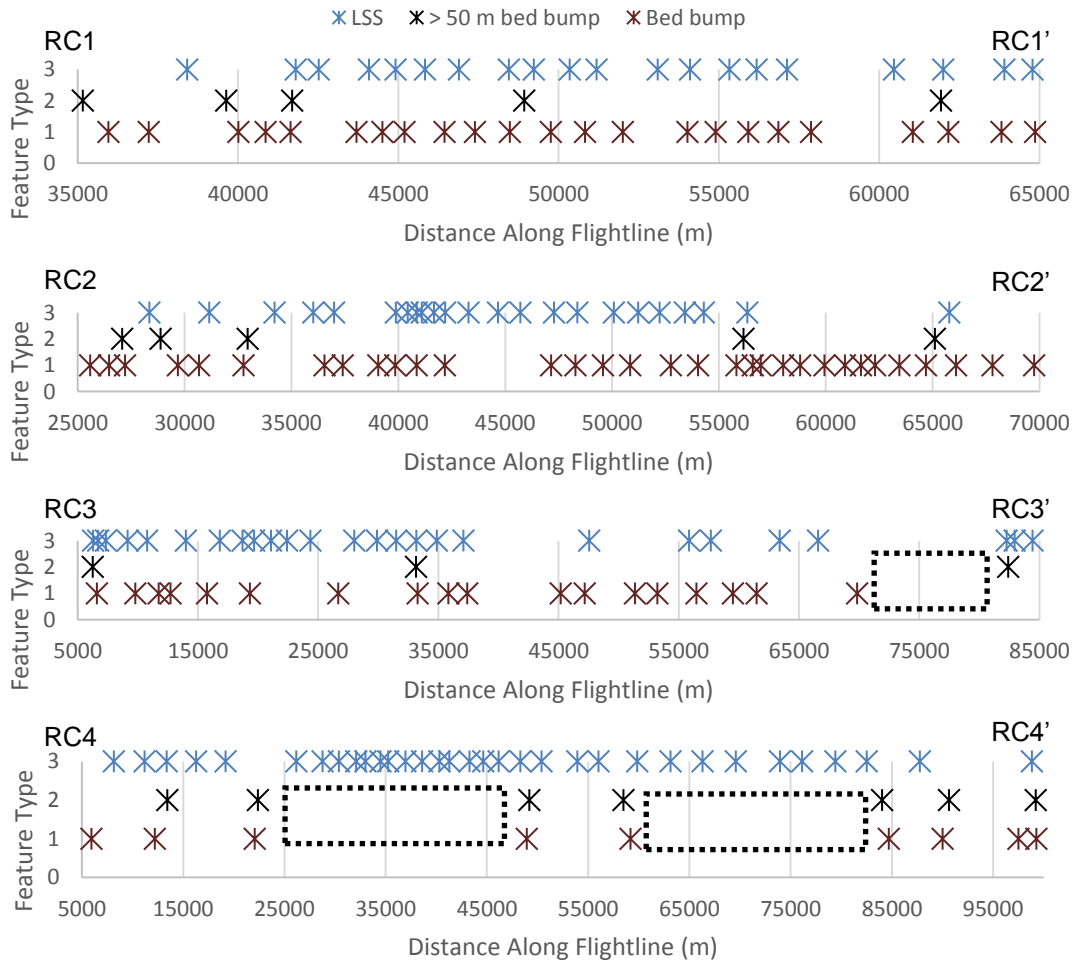 LSS > 50 m bed bump Bed bump
RC1 RC1’
3
2
1
0
Feature Type
35000 40000 45000 50000 55000 60000 65000
Distance Along Flightline (m)
RC2 RC2’
3
2
1
0
Feature Type
25000 30000 35000 40000 45000 50000 55000 60000 65000 70000
Distance Along Flightline (m)
RC3 RC3’
3
2
1
0
Feature Type
5000 15000 25000 35000 45000 55000 65000 75000 85000
Distance Along Flightline (m)
RC4 RC4’
3
2
1
0
Feature Type
5000 15000 25000 35000 45000 55000 65000 75000 85000 95000
Distance Along Flightline (m)